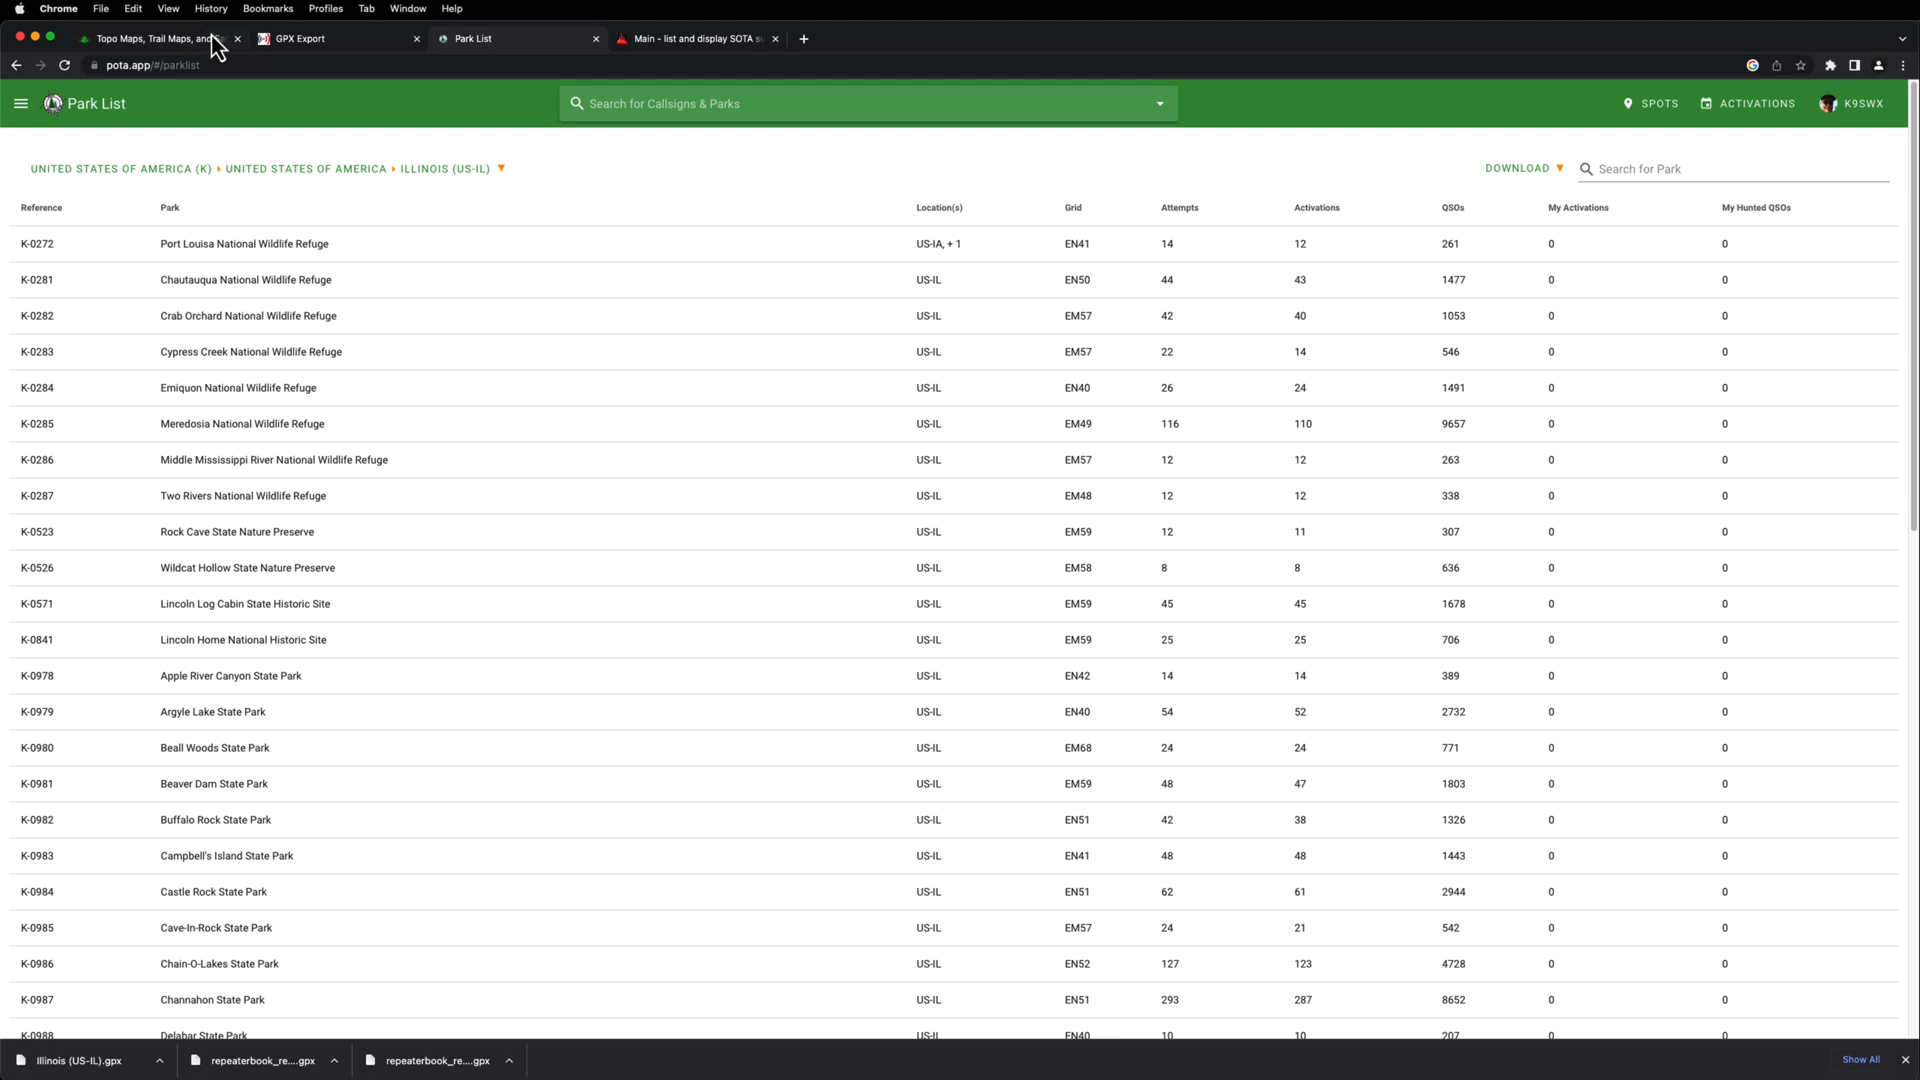 Chrome File Edit View History Bookmarks Profiles Tab Window Help
Topo Maps, Trail Maps, and GPX Export Park List Main - list and display SOTA su
pota.app/#/parklist
Park List Search for Callsigns & Parks SPOTS ACTIVATIONS K9SWX
UNITED STATES OF AMERICA (K) UNITED STATES OF AMERICA ILLINOIS (US-IL) DOWNLOAD Search for Park
Reference Park Location(s) Grid Attempts Activations QSOs My Activations My Hunted QSOs
K-0272 Port Louisa National Wildlife Refuge US-IA, + 1 EN41 14 12 261 0 0
K-0281 Chautauqua National Wildlife Refuge US-IL EN50 44 43 1477 0 0
K-0282 Crab Orchard National Wildlife Refuge US-IL EM57 42 40 1053 0 0
K-0283 Cypress Creek National Wildlife Refuge US-IL EM57 22 14 546 0 0
K-0284 Emiquon National Wildlife Refuge US-IL EN40 26 24 1491 0 0
K-0285 Meredosia National Wildlife Refuge US-IL EM49 116 110 9657 0 0
K-0286 Middle Mississippi River National Wildlife Refuge US-IL EM57 12 12 263 0 0
K-0287 Two Rivers National Wildlife Refuge US-IL EM48 12 12 338 0 0
K-0523 Rock Cave State Nature Preserve US-IL EM59 12 11 307 0 0
K-0526 Wildcat Hollow State Nature Preserve US-IL EM58 8 8 636 0 0
K-0571 Lincoln Log Cabin State Historic Site US-IL EM59 45 45 1678 0 0
K-0841 Lincoln Home National Historic Site US-IL EM59 25 25 706 0 0
K-0978 Apple River Canyon State Park US-IL EN42 14 14 389 0 0
K-0979 Argyle Lake State Park US-IL EN40 54 52 2732 0 0
K-0980 Beall Woods State Park US-IL EM68 24 24 771 0 0
K-0981 Beaver Dam State Park US-IL EM59 48 47 1803 0 0
K-0982 Buffalo Rock State Park US-IL EN51 42 38 1326 0 0
K-0983 Campbell's Island State Park US-IL EN41 48 48 1443 0 0
K-0984 Castle Rock State Park US-IL EN51 62 61 2944 0 0
K-0985 Cave-In-Rock State Park US-IL EM57 24 21 542 0 0
K-0986 Chain-O-Lakes State Park US-IL EN52 127 123 4728 0 0
K-0987 Channahon State Park US-IL EN51 293 287 8652 0 0
K-0988 Delabar State Park US-IL EN40 10 10 207 0 0
Illinois (US-IL).gpx repeaterbook_re....gpx repeaterbook_re....gpx Show All